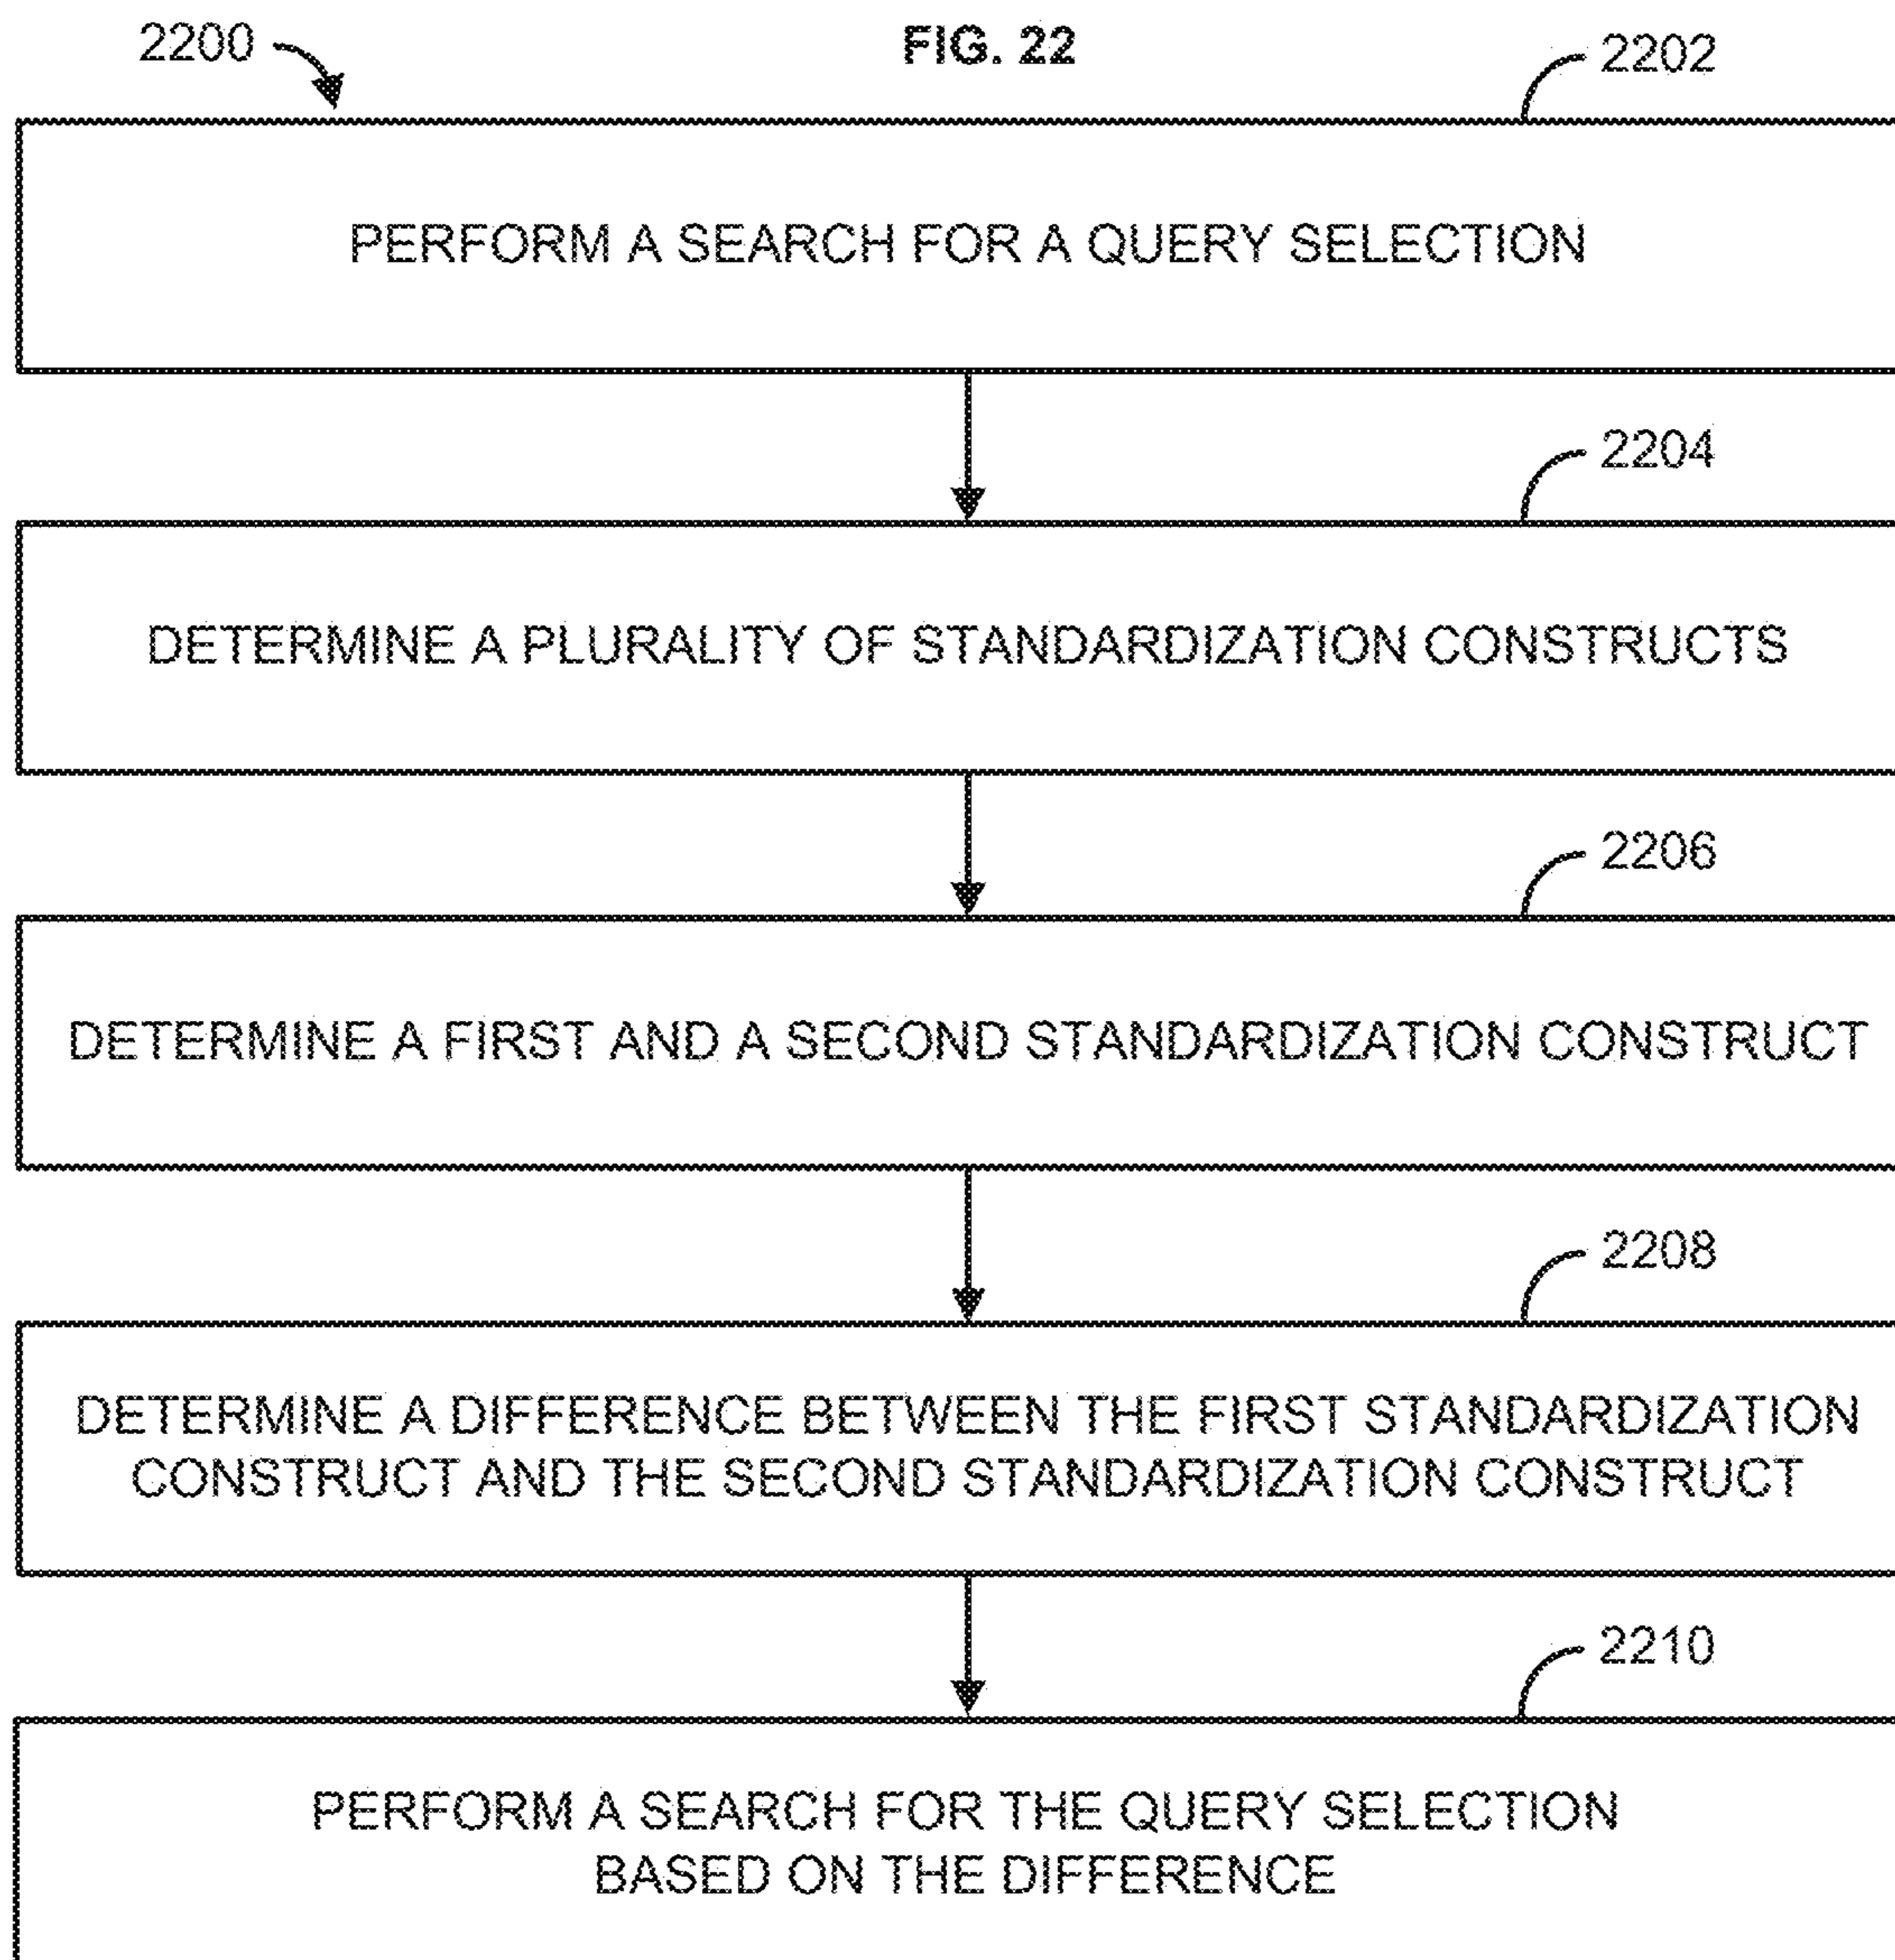 2200
FIG. 22
2202
PERFORM A SEARCH FOR A QUERY SELECTION
2204
DETERMINE A PLURALITY OF STANDARDIZATION CONSTRUCTS
2206
DETERMINE A FIRST AND A SECOND STANDARDIZATION CONSTRUCT
2208
DETERMINE A DIFFERENCE BETWEEN THE FIRST STANDARDIZATION
CONSTRUCT AND THE SECOND STANDARDIZATION CONSTRUCT
2210
PERFORM A SEARCH FOR THE QUERY SELECTION
BASED ON THE DIFFERENCE